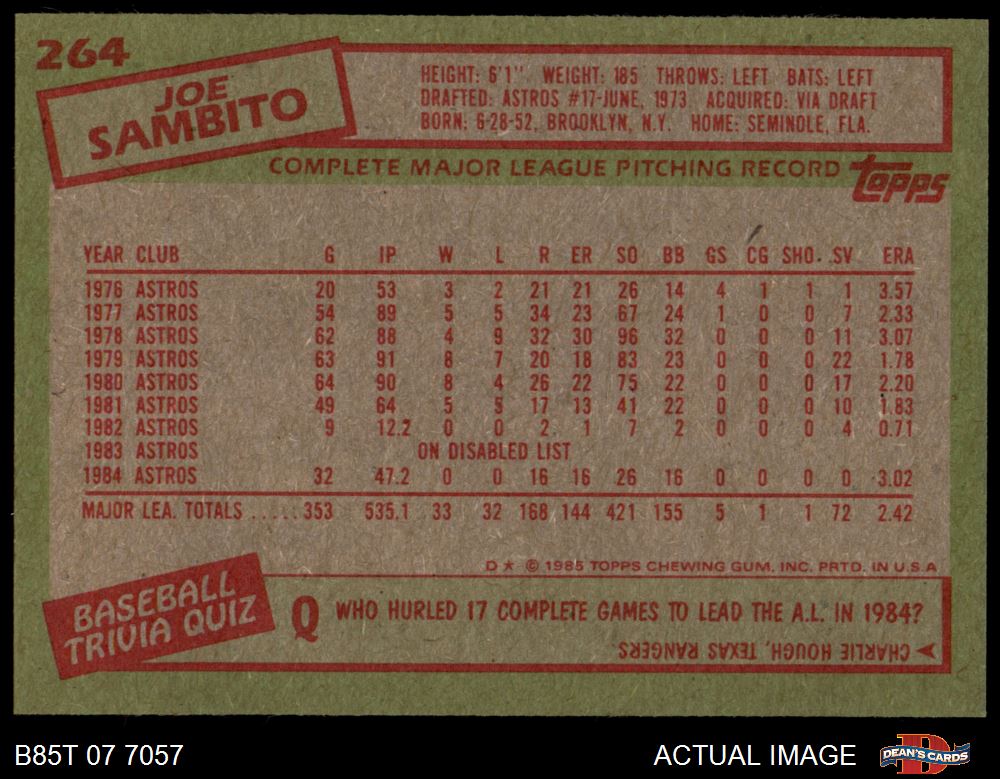 264
JOE
SAMBITO
HEIGHT: 6'1" WEIGHT: 185 THROWS: LEFT BATS: LEFT
DRAFTED: ASTROS #17-JUNE, 1973 ACQUIRED: VIA DRAFT
BORN: 6-28-52, BROOKLYN, N.Y. HOME: SEMINOLE, FLA.
COMPLETE MAJOR LEAGUE PITCHING RECORD
Topps
YEAR CLUB G IP W L R ER SO BB GS CG SHO. SV ERA
1976 ASTROS 20 53 3 2 21 21 26 14 4 1 1 1 3.57
1977 ASTROS 54 89 5 5 34 23 67 24 1 0 0 7 2.33
1978 ASTROS 62 88 4 9 32 30 96 32 0 0 0 11 3.07
1979 ASTROS 63 91 8 7 20 18 83 23 0 0 0 22 1.78
1980 ASTROS 64 90 8 4 26 22 75 22 0 0 0 17 2.20
1981 ASTROS 49 64 5 5 17 13 41 22 0 0 0 10 1.83
1982 ASTROS 9 12.2 0 0 2 1 7 2 0 0 0 4 0.71
1983 ASTROS ON DISABLED LIST
1984 ASTROS 32 47.2 0 0 16 16 26 16 0 0 0 0 3.02
MAJOR LEA. TOTALS ..... 353 535.1 33 32 168 144 421 155 5 1 1 72 2.42
D★ © 1985 TOPPS CHEWING GUM. INC. PRTD. IN U.S.A
BASEBALL
TRIVIA QUIZ
Q WHO HURLED 17 COMPLETE GAMES TO LEAD THE A.L. IN 1984?
CHARLIE HOUGH, TEXAS RANGERS
B85T 07 7057
ACTUAL IMAGE
DEAN'S CARDS